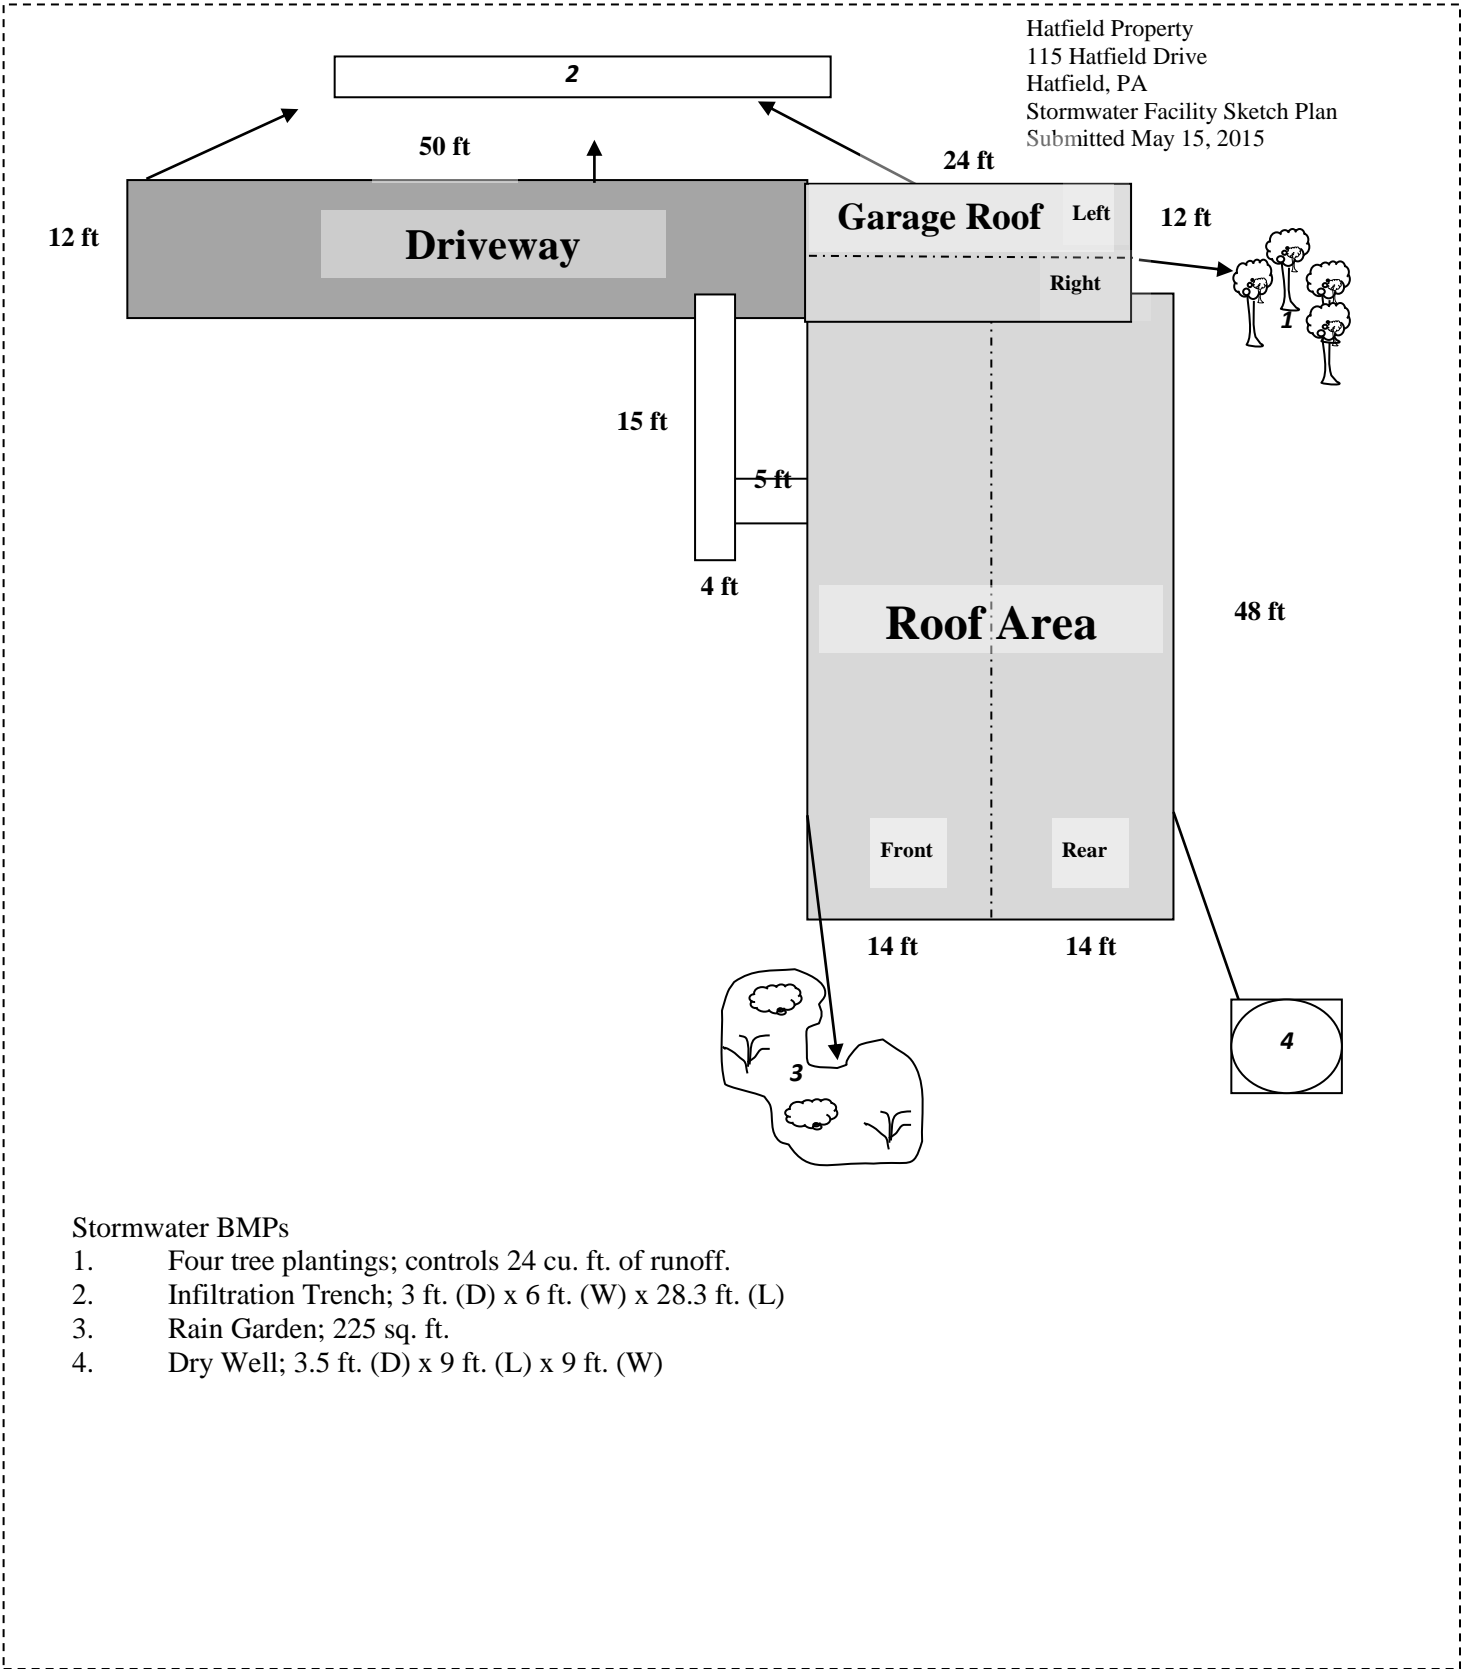 Hatfield Property
115 Hatfield Drive
Hatfield, PA
Stormwater Facility Sketch Plan
Submitted May 15, 2015
2
50 ft
24 ft
12 ft
Driveway
Garage Roof
Left
12 ft
Right
1
15 ft
5 ft
4 ft
Roof Area
48 ft
Front
Rear
14 ft
14 ft
3
4
Stormwater BMPs
1. Four tree plantings; controls 24 cu. ft. of runoff.
2. Infiltration Trench; 3 ft. (D) x 6 ft. (W) x 28.3 ft. (L)
3. Rain Garden; 225 sq. ft.
4. Dry Well; 3.5 ft. (D) x 9 ft. (L) x 9 ft. (W)